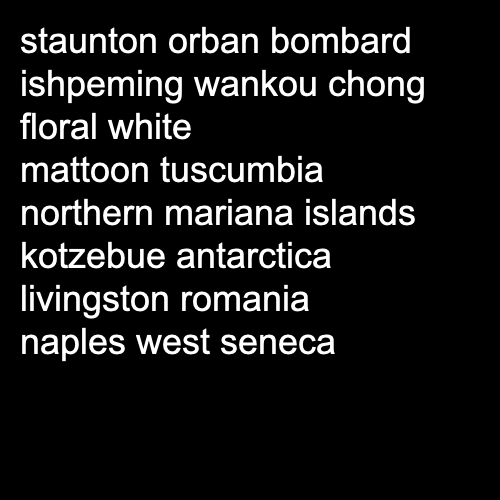 staunton orban bombard
ishpeming wankou chong
floral white
mattoon tuscumbia
northern mariana islands
kotzebue antarctica
livingston romania
naples west seneca